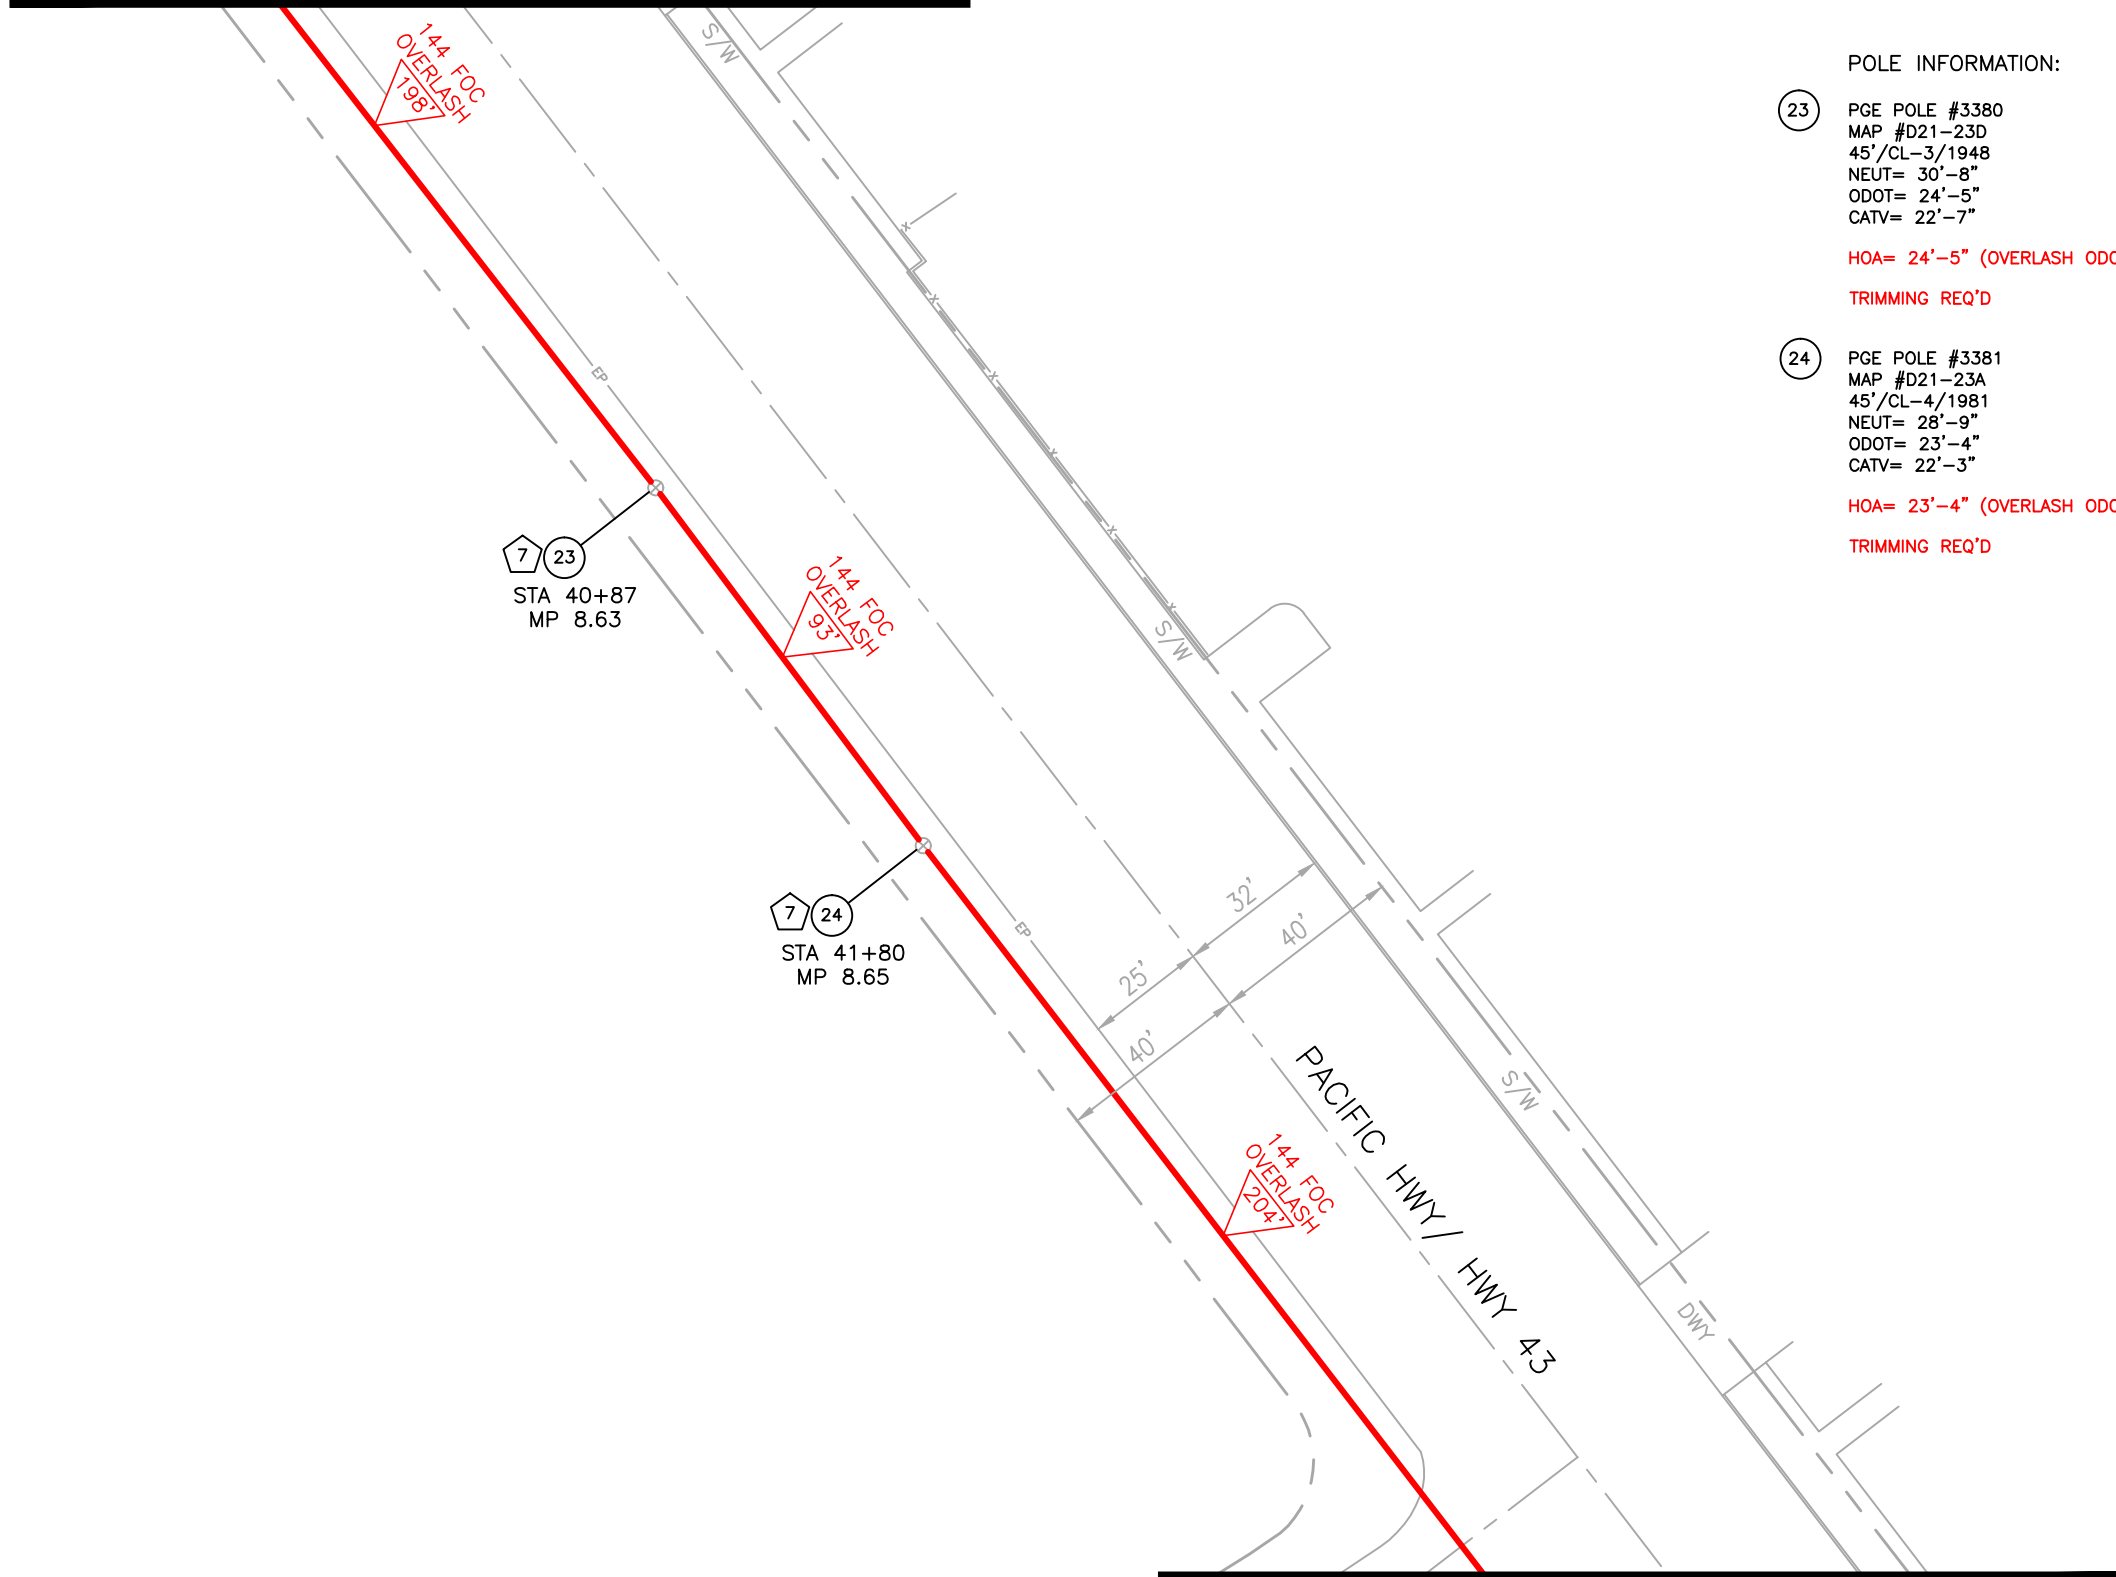 144 FOC
OVERLASH
198'
S/W
EP
7
23
STA 40+87
MP 8.63
144 FOC
OVERLASH
93'
X
X
X
X
X
X
S/W
7
24
STA 41+80
MP 8.65
EP
32'
40'
25'
40'
PACIFIC HWY/ HWY 43
S/W
144 FOC
OVERLASH
204'
DWY
POLE INFORMATION:
23
PGE POLE #3380
MAP #D21-23D
45'/CL-3/1948
NEUT= 30'-8"
ODOT= 24'-5"
CATV= 22'-7"
HOA= 24'-5" (OVERLASH
TRIMMING REQ'D
24
PGE POLE #3381
MAP #D21-23A
45'/CL-4/1981
NEUT= 28'-9"
ODOT= 23'-4"
CATV= 22'-3"
HOA= 23'-4" (OVERLASH
TRIMMING REQ'D